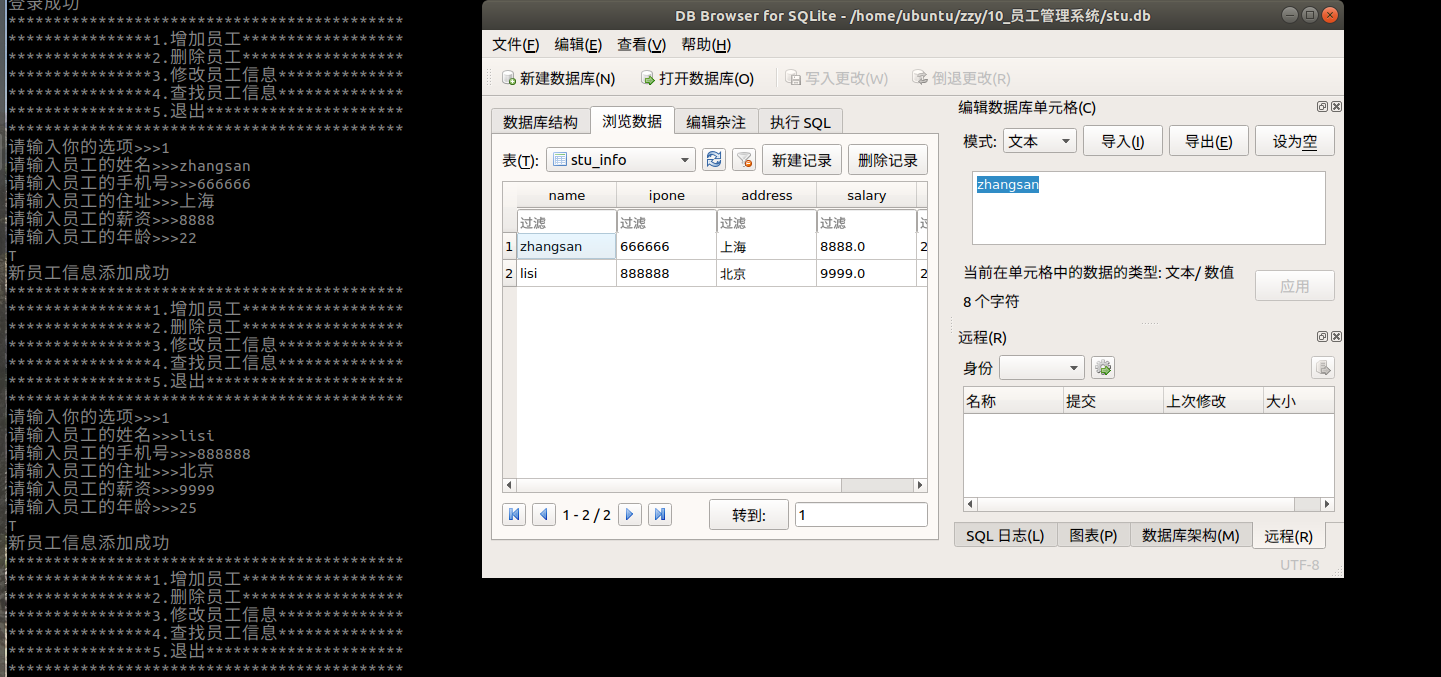 登录成功
********************************************
****************1.增加员工******************
****************2.删除员工******************
****************3.修改员工信息**************
****************4.查找员工信息**************
****************5.退出**********************
********************************************
请输入你的选项>>>1
请输入员工的姓名>>>zhangsan
请输入员工的手机号>>>666666
请输入员工的住址>>>上海
请输入员工的薪资>>>8888
请输入员工的年龄>>>22
T
新员工信息添加成功
********************************************
****************1.增加员工******************
****************2.删除员工******************
****************3.修改员工信息**************
****************4.查找员工信息**************
****************5.退出**********************
********************************************
请输入你的选项>>>1
请输入员工的姓名>>>lisi
请输入员工的手机号>>>888888
请输入员工的住址>>>北京
请输入员工的薪资>>>9999
请输入员工的年龄>>>25
T
新员工信息添加成功
********************************************
****************1.增加员工******************
****************2.删除员工******************
****************3.修改员工信息**************
****************4.查找员工信息**************
****************5.退出**********************
********************************************
DB Browser for SQLite - /home/ubuntu/zzy/10_员工管理系统/stu.db
文件(F) 编辑(E) 查看(V) 帮助(H)
新建数据库(N) 打开数据库(O) 写入更改(W) 倒退更改(R)
数据库结构 浏览数据 编辑杂注 执行 SQL
表(T): stu_info 新建记录 删除记录
name ipone address salary
过滤 过滤 过滤 过滤 过
1 zhangsan 666666 上海 8888.0 2
2 lisi 888888 北京 9999.0 2
1 - 2 / 2 转到: 1
编辑数据库单元格(C)
模式: 文本 导入(I) 导出(E) 设为空
zhangsan
当前在单元格中的数据的类型: 文本/ 数值
8 个字符
应用
远程(R)
身份
名称 提交 上次修改 大小
SQL 日志(L) 图表(P) 数据库架构(M) 远程(R)
UTF-8